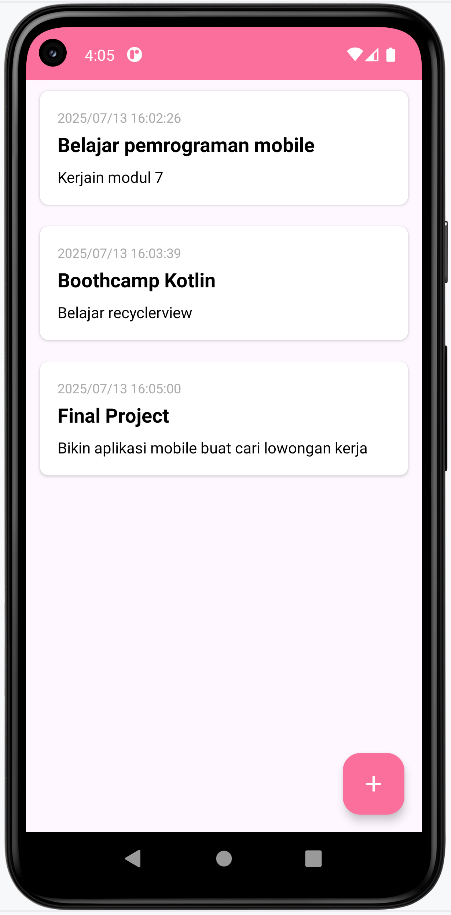 4:05
2025/07/13 16:02:26
Belajar pemrograman mobile
Kerjain modul 7
2025/07/13 16:03:39
Boothcamp Kotlin
Belajar recyclerview
2025/07/13 16:05:00
Final Project
Bikin aplikasi mobile buat cari lowongan kerja
+